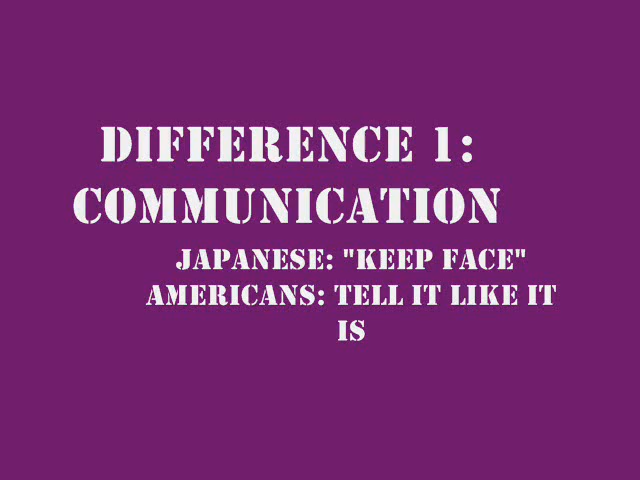 DIFFERENCE 1:
COMMUNICATION
JAPANESE: "KEEP FACE"
AMERICANS: TELL IT LIKE IT
IS